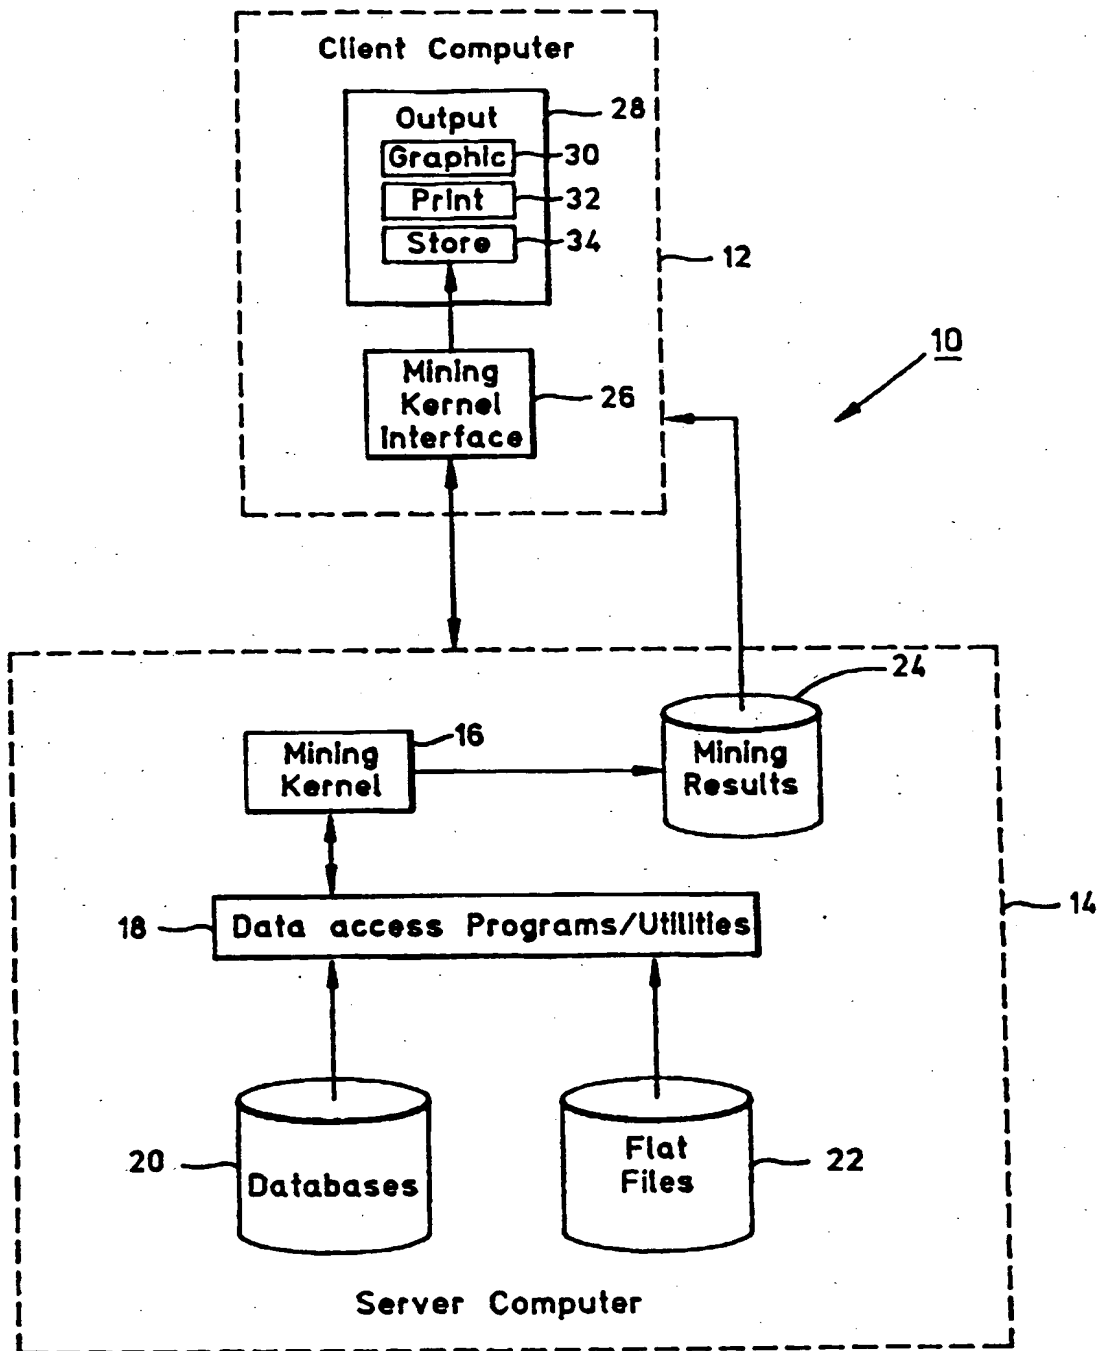 Client Computer
Output
28
Graphic
30
Print
32
Store
34
12
10
Mining
Kernel
Interface
26
24
Mining
Kernel
16
Mining
Results
18
Data access Programs/Utilities
14
20
Databases
Flat
Files
22
Server Computer